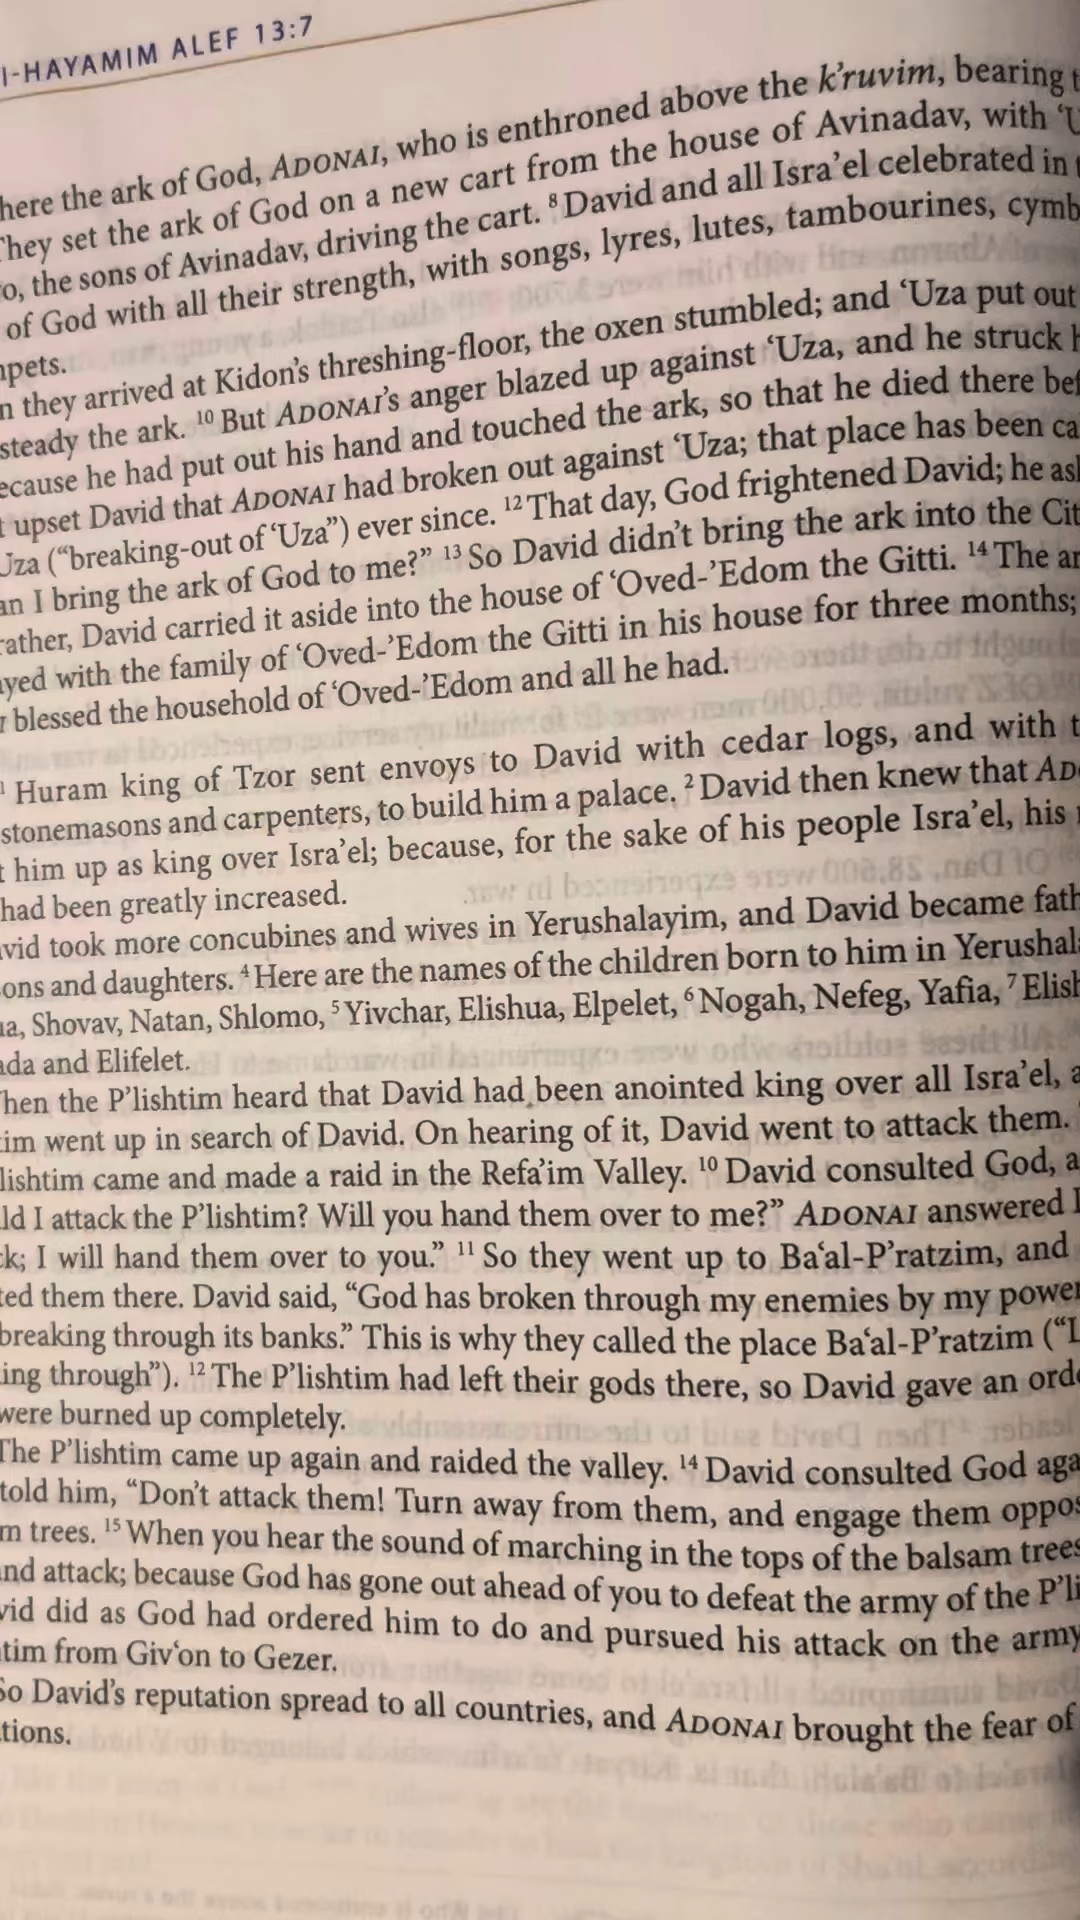 I-HAYAMIM ALEF 13:7
here the ark of God, ADONAI, who is enthroned above the k'ruvim, bearing t
They set the ark of God on a new cart from the house of Avinadav, with ‘U
o, the sons of Avinadav, driving the cart. 8 David and all Isra’el celebrated in
of God with all their strength, with songs, lyres, lutes, tambourines, cymb
npets.
n they arrived at Kidon’s threshing-floor, the oxen stumbled; and ‘Uza put out
steady the ark. 10 But ADONAI’s anger blazed up against ‘Uza, and he struck h
ecause he had put out his hand and touched the ark, so that he died there bef
t upset David that ADONAI had broken out against ‘Uza; that place has been ca
Uza (“breaking-out of ‘Uza”) ever since. 12 That day, God frightened David; he ask
an I bring the ark of God to me?” 13 So David didn’t bring the ark into the Cit
rather, David carried it aside into the house of ‘Oved-’Edom the Gitti. 14 The ar
ayed with the family of ‘Oved-’Edom the Gitti in his house for three months;
I blessed the household of ‘Oved-’Edom and all he had.
1 Huram king of Tzor sent envoys to David with cedar logs, and with t
stonemasons and carpenters, to build him a palace. 2 David then knew that ADO
t him up as king over Isra’el; because, for the sake of his people Isra’el, his
had been greatly increased.
avid took more concubines and wives in Yerushalayim, and David became fath
ons and daughters. 4 Here are the names of the children born to him in Yerushala
ua, Shovav, Natan, Shlomo, 5 Yivchar, Elishua, Elpelet, 6 Nogah, Nefeg, Yafia, 7 Elish
ada and Elifelet.
hen the P’lishtim heard that David had been anointed king over all Isra’el, a
tim went up in search of David. On hearing of it, David went to attack them.
lishtim came and made a raid in the Refa’im Valley. 10 David consulted God, a
ld I attack the P’lishtim? Will you hand them over to me?” ADONAI answered h
ck; I will hand them over to you.” 11 So they went up to Ba‘al-P’ratzim, and
ted them there. David said, “God has broken through my enemies by my power
breaking through its banks.” This is why they called the place Ba‘al-P’ratzim (“L
ing through”). 12 The P’lishtim had left their gods there, so David gave an orde
were burned up completely.
The P’lishtim came up again and raided the valley. 14 David consulted God aga
told him, “Don’t attack them! Turn away from them, and engage them oppos
m trees. 15 When you hear the sound of marching in the tops of the balsam trees
nd attack; because God has gone out ahead of you to defeat the army of the P’li
vid did as God had ordered him to do and pursued his attack on the army
tim from Giv‘on to Gezer.
So David’s reputation spread to all countries, and ADONAI brought the fear of
tions.